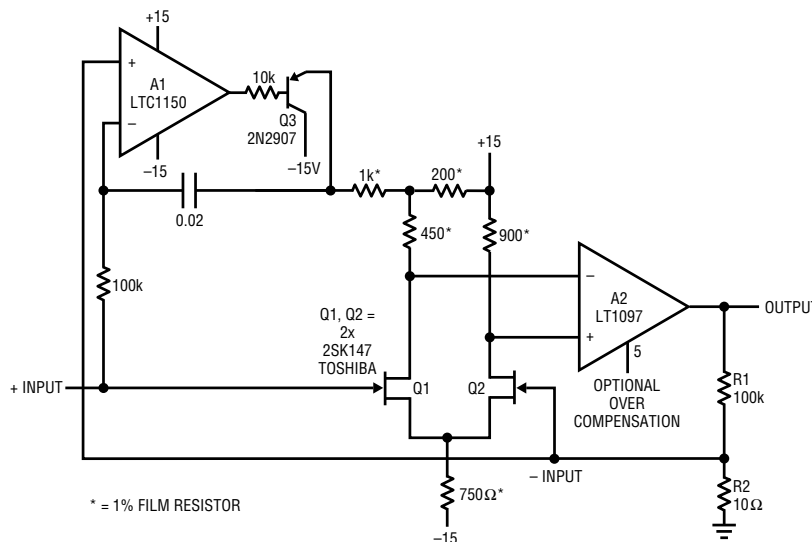 +15
+
A1
LTC1150
–
–15
10k
Q3
2N2907
–15V
+15
1k*
200*
0.02
450*
900*
100k
–
A2
LT1097
+
OUTPUT
Q1, Q2 =
2x
2SK147
TOSHIBA
5
OPTIONAL
OVER
COMPENSATION
R1
100k
+ INPUT
Q1
Q2
– INPUT
750Ω*
R2
10Ω
* = 1% FILM RESISTOR
–15